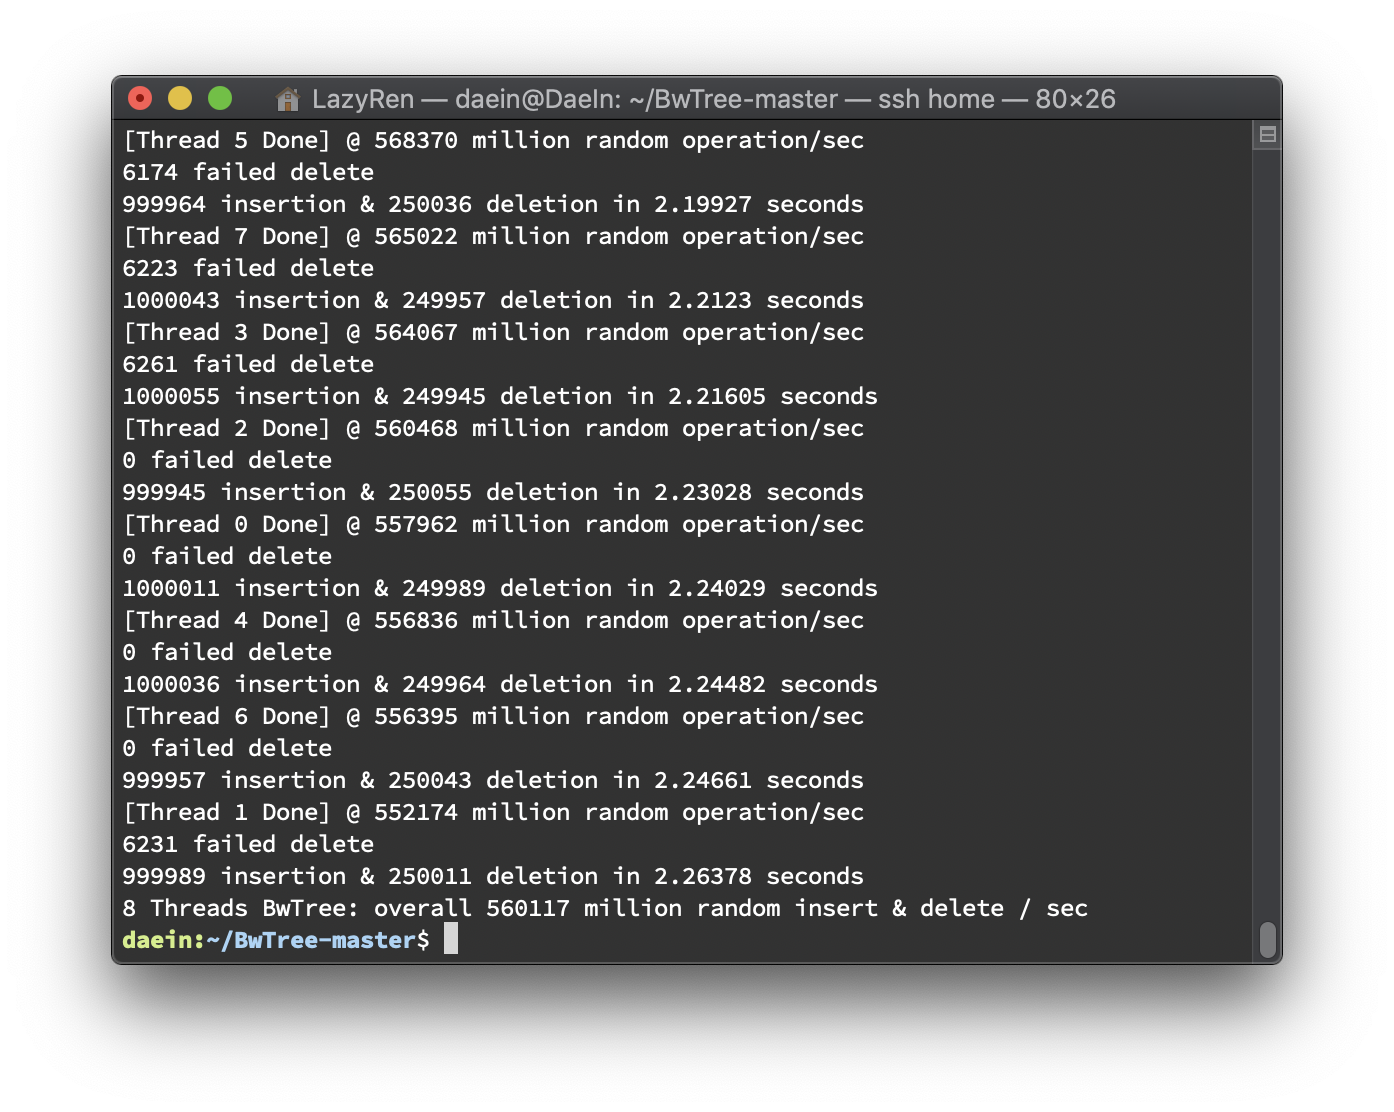 LazyRen — daein@DaeIn: ~/BwTree-master — ssh home — 80×26
[Thread 5 Done] @ 568370 million random operation/sec
6174 failed delete
999964 insertion & 250036 deletion in 2.19927 seconds
[Thread 7 Done] @ 565022 million random operation/sec
6223 failed delete
1000043 insertion & 249957 deletion in 2.2123 seconds
[Thread 3 Done] @ 564067 million random operation/sec
6261 failed delete
1000055 insertion & 249945 deletion in 2.21605 seconds
[Thread 2 Done] @ 560468 million random operation/sec
0 failed delete
999945 insertion & 250055 deletion in 2.23028 seconds
[Thread 0 Done] @ 557962 million random operation/sec
0 failed delete
1000011 insertion & 249989 deletion in 2.24029 seconds
[Thread 4 Done] @ 556836 million random operation/sec
0 failed delete
1000036 insertion & 249964 deletion in 2.24482 seconds
[Thread 6 Done] @ 556395 million random operation/sec
0 failed delete
999957 insertion & 250043 deletion in 2.24661 seconds
[Thread 1 Done] @ 552174 million random operation/sec
6231 failed delete
999989 insertion & 250011 deletion in 2.26378 seconds
8 Threads BwTree: overall 560117 million random insert & delete / sec
daein:~/BwTree-master$